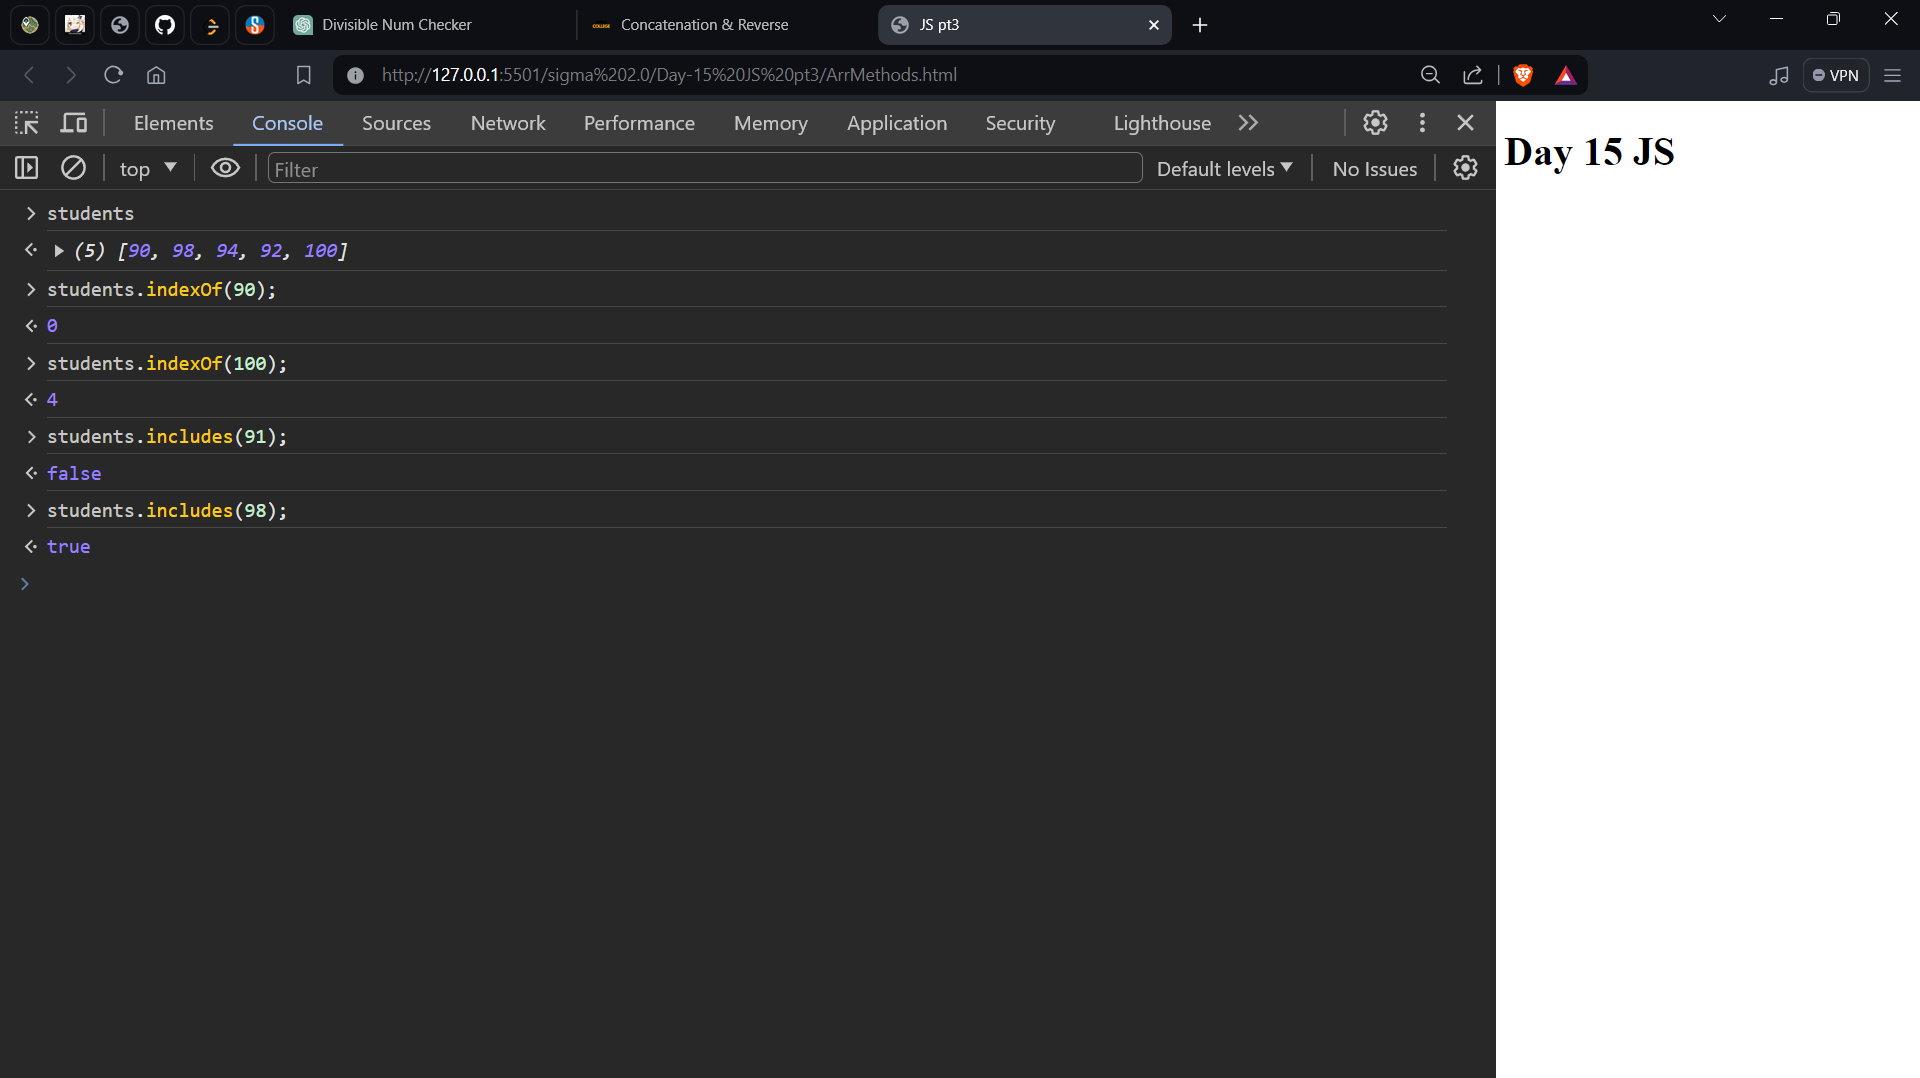 Divisible Num Checker
COLLEGE Concatenation & Reverse
JS pt3
http://127.0.0.1:5501/sigma%202.0/Day-15%20JS%20pt3/ArrMethods.html
VPN
Elements Console Sources Network Performance Memory Application Security Lighthouse
top Filter Default levels No Issues
Day 15 JS
students
(5) [90, 98, 94, 92, 100]
students.indexOf(90);
0
students.indexOf(100);
4
students.includes(91);
false
students.includes(98);
true